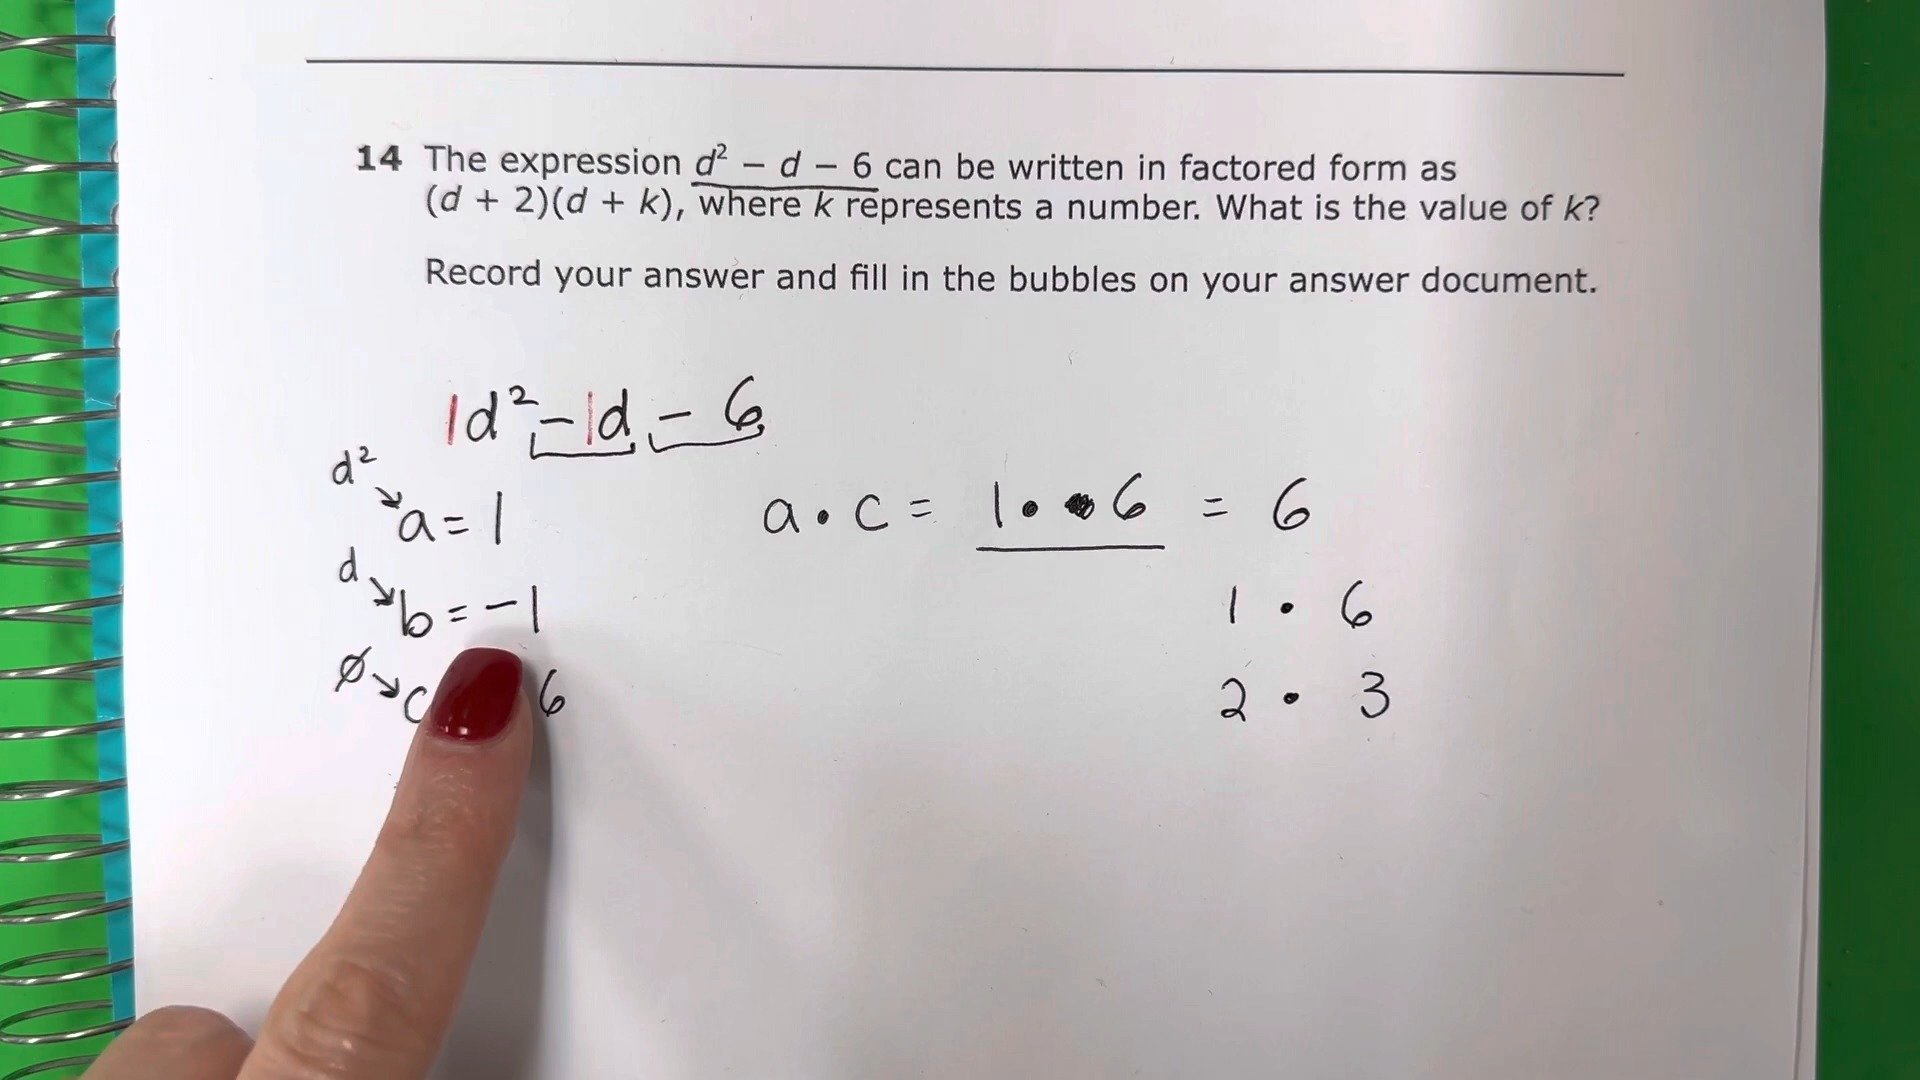 14 The expression d² − d − 6 can be written in factored form as
(d + 2)(d + k), where k represents a number. What is the value of k?
Record your answer and fill in the bubbles on your answer document.
1d² − 1d − 6
d²
a = 1
a • c = 1 • 6 = 6
d
b = −1
1 • 6
∅
c 6
2 • 3